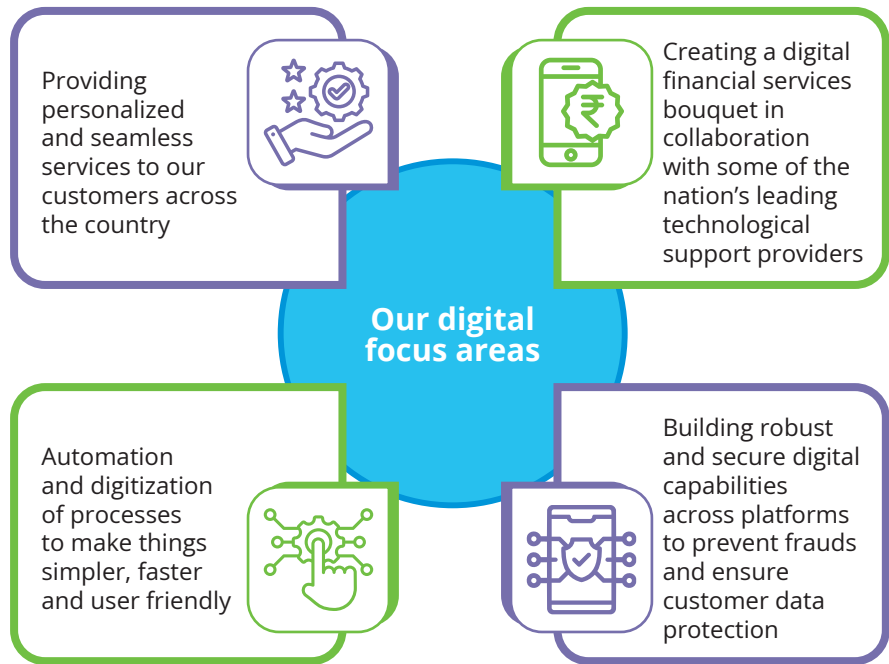 Providing
personalized
and seamless
services to our
customers across
the country
Creating a digital
financial services
bouquet in
collaboration
with some of the
nation’s leading
technological
support providers
₹
Our digital
focus areas
Automation
and digitization
of processes
to make things
simpler, faster
and user friendly
Building robust
and secure digital
capabilities
across platforms
to prevent frauds
and ensure
customer data
protection